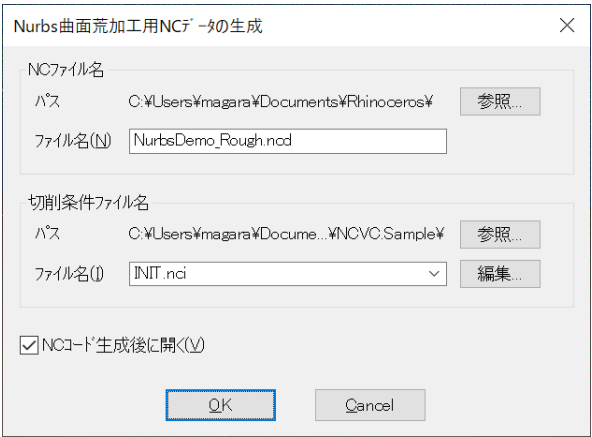 Nurbs曲面荒加工用NCﾃﾞｰﾀの生成
NCﾌｧｲﾙ名
ﾊﾟｽ C:¥Users¥magara¥Documents¥Rhinoceros¥ 参照...
ﾌｧｲﾙ名(N) NurbsDemo_Rough.ncd
切削条件ﾌｧｲﾙ名
ﾊﾟｽ C:¥Users¥magara¥Docume...¥NCVC.Sample¥ 参照...
ﾌｧｲﾙ名(I) INIT.nci 編集...
NCｺｰﾄﾞ生成後に開く(V)
OK Cancel